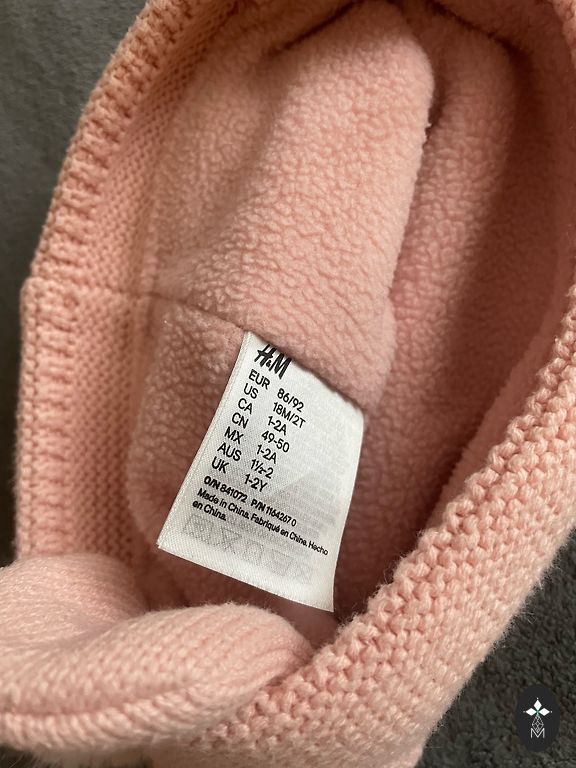 H&M
EUR 86/92
US 18M/2T
CA 1-2A
CN 49-50
MX 1-2A
AUS 1½-2
UK 1-2Y
O/N 841072 P/N 1164267 0
Made in China. Fabriqué en Chine. Hecho
en China.
M